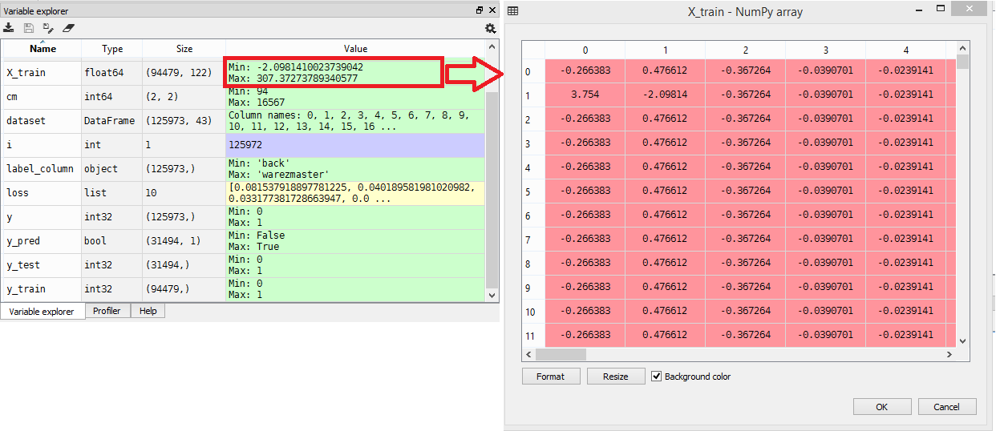 Variable explorer
Name Type Size Value
X_train float64 (94479, 122) Min: -2.0981410023739042
Max: 307.37273789340577
cm int64 (2, 2) Min: 94
Max: 16567
dataset DataFrame (125973, 43) Column names: 0, 1, 2, 3, 4, 5, 6, 7, 8, 9,
10, 11, 12, 13, 14, 15, 16 ...
i int 1 125972
label_column object (125973,) Min: 'back'
Max: 'warezmaster'
loss list 10 [0.081537918897781225, 0.040189581981020982,
0.033177381728663947, 0.0 ...
y int32 (125973,) Min: 0
Max: 1
y_pred bool (31494, 1) Min: False
Max: True
y_test int32 (31494,) Min: 0
Max: 1
y_train int32 (94479,) Min: 0
Max: 1
Variable explorer Profiler Help
X_train - NumPy array
0 1 2 3 4
0 -0.266383 0.476612 -0.367264 -0.0390701 -0.0239141
1 3.754 -2.09814 -0.367264 -0.0390701 -0.0239141
2 -0.266383 0.476612 -0.367264 -0.0390701 -0.0239141
3 -0.266383 0.476612 -0.367264 -0.0390701 -0.0239141
4 -0.266383 0.476612 -0.367264 -0.0390701 -0.0239141
5 -0.266383 0.476612 -0.367264 -0.0390701 -0.0239141
6 -0.266383 0.476612 -0.367264 -0.0390701 -0.0239141
7 -0.266383 0.476612 -0.367264 -0.0390701 -0.0239141
8 -0.266383 0.476612 -0.367264 -0.0390701 -0.0239141
9 -0.266383 0.476612 -0.367264 -0.0390701 -0.0239141
10 -0.266383 0.476612 -0.367264 -0.0390701 -0.0239141
11 -0.266383 0.476612 -0.367264 -0.0390701 -0.0239141
Format Resize Background color
OK Cancel